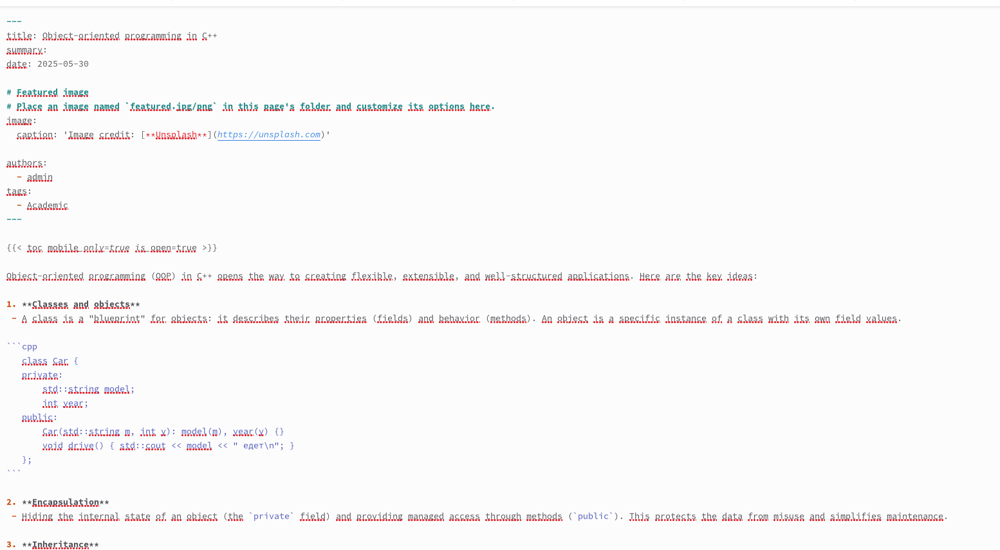 ---
title: Object-oriented programming in C++
summary:
date: 2025-05-30
# Featured image
# Place an image named `featured.jpg/png` in this page's folder and customize its options here.
image:
  caption: 'Image credit: [**Unsplash**](https://unsplash.com)'
authors:
  - admin
tags:
  - Academic
---
{{< toc mobile_only=true is_open=true >}}
Object-oriented programming (OOP) in C++ opens the way to creating flexible, extensible, and well-structured applications. Here are the key ideas:
1. **Classes and objects**
 - A class is a "blueprint" for objects: it describes their properties (fields) and behavior (methods). An object is a specific instance of a class with its own field values.
```cpp
   class Car {
   private:
       std::string model;
       int year;
   public:
       Car(std::string m, int y): model(m), year(y) {}
       void drive() { std::cout << model << " едет\n"; }
   };
```
2. **Encapsulation**
 - Hiding the internal state of an object (the `private` field) and providing managed access through methods (`public`). This protects the data from misuse and simplifies maintenance.
3. **Inheritance**